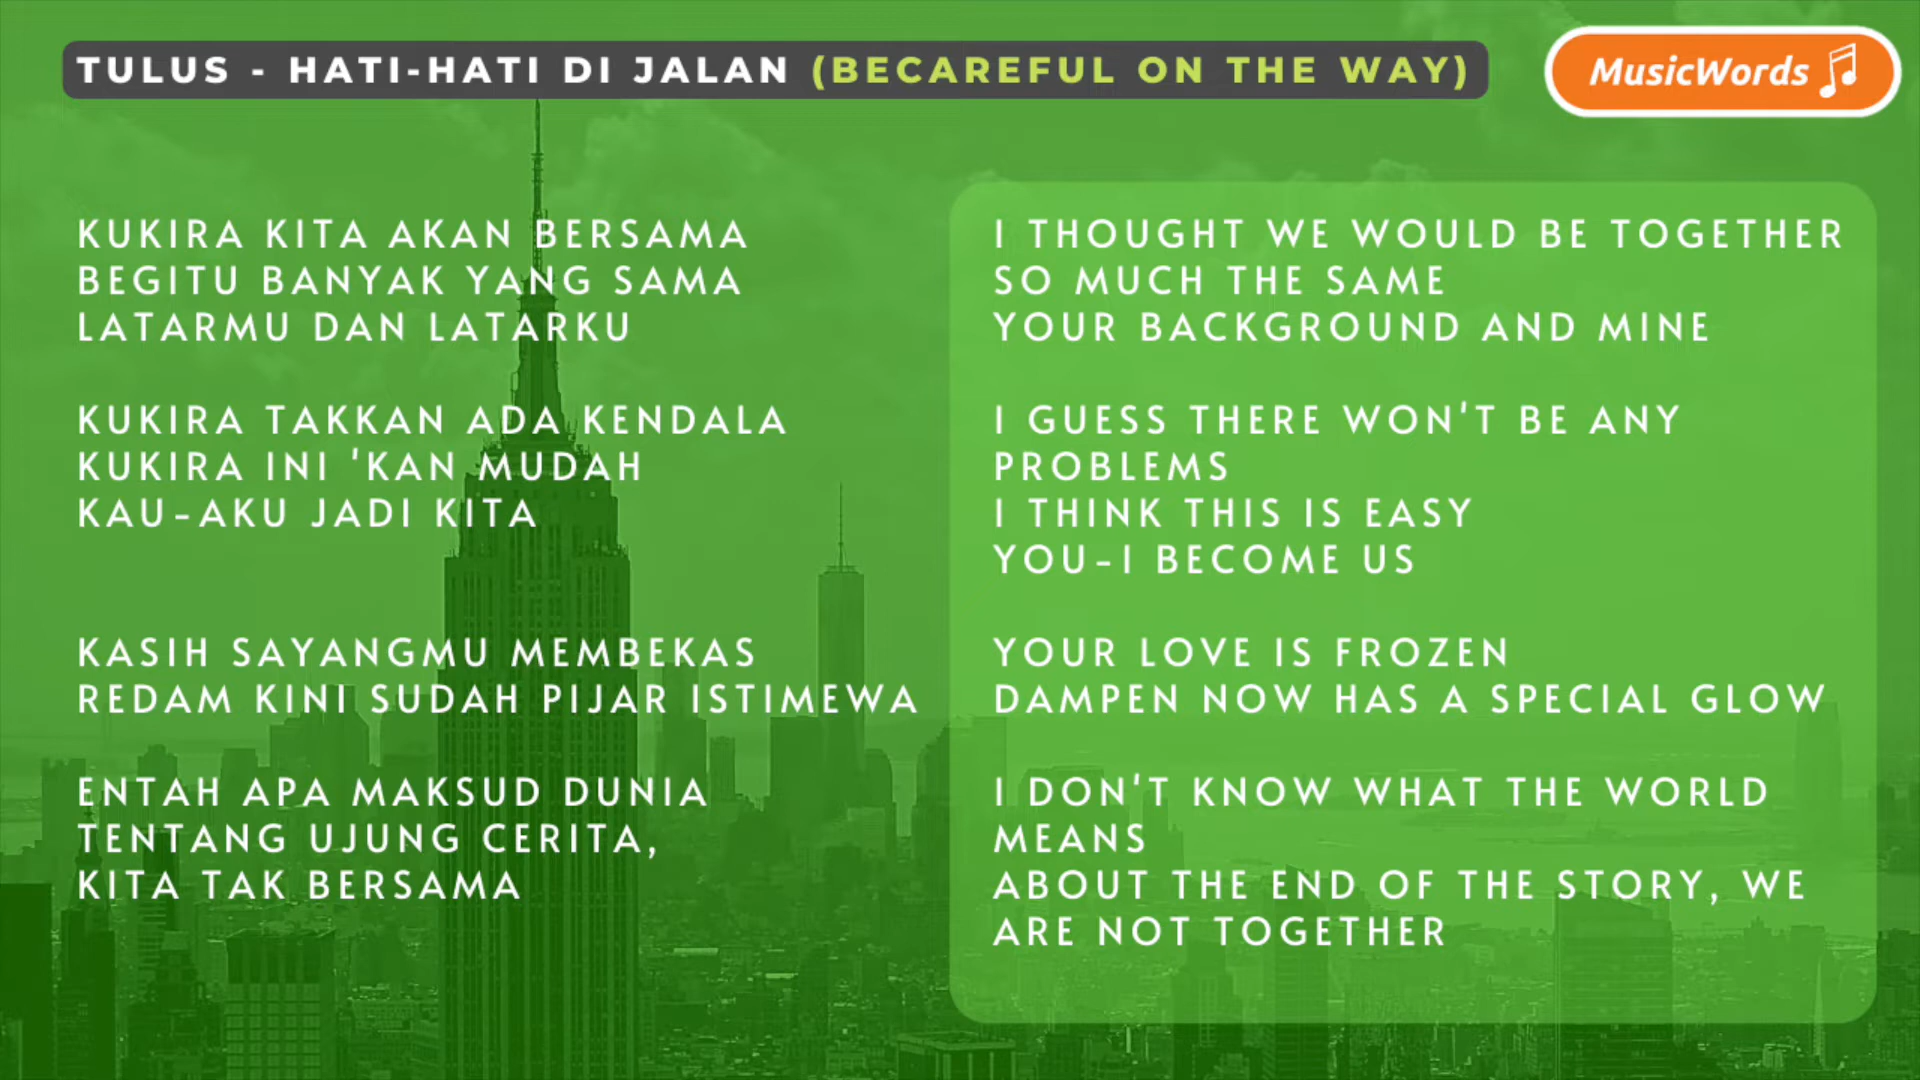 TULUS - HATI-HATI DI JALAN (BECAREFUL ON THE WAY)
MusicWords
KUKIRA KITA AKAN BERSAMA
BEGITU BANYAK YANG SAMA
LATARMU DAN LATARKU
KUKIRA TAKKAN ADA KENDALA
KUKIRA INI 'KAN MUDAH
KAU-AKU JADI KITA
KASIH SAYANGMU MEMBEKAS
REDAM KINI SUDAH PIJAR ISTIMEWA
ENTAH APA MAKSUD DUNIA
TENTANG UJUNG CERITA,
KITA TAK BERSAMA
I THOUGHT WE WOULD BE TOGETHER
SO MUCH THE SAME
YOUR BACKGROUND AND MINE
I GUESS THERE WON'T BE ANY
PROBLEMS
I THINK THIS IS EASY
YOU-I BECOME US
YOUR LOVE IS FROZEN
DAMPEN NOW HAS A SPECIAL GLOW
I DON'T KNOW WHAT THE WORLD
MEANS
ABOUT THE END OF THE STORY, WE
ARE NOT TOGETHER